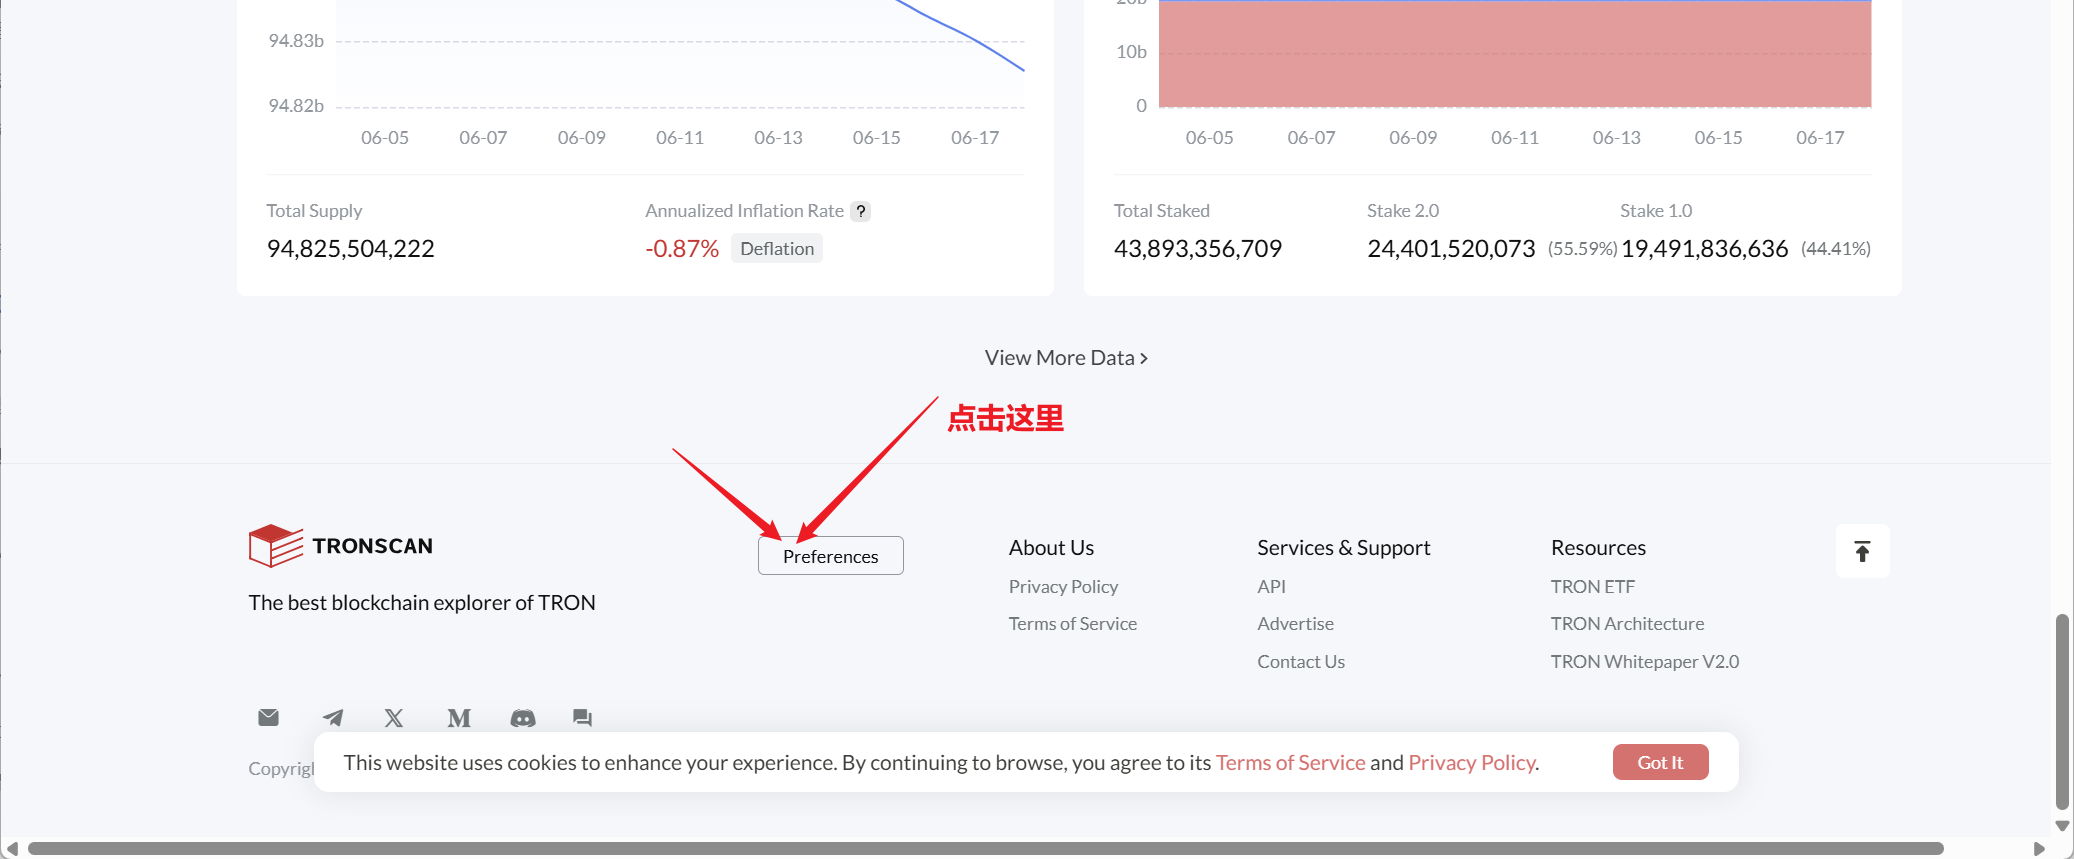 94.83b
94.82b
06-05 06-07 06-09 06-11 06-13 06-15 06-17
Total Supply
94,825,504,222
Annualized Inflation Rate ?
-0.87% Deflation
20b
10b
0
06-05 06-07 06-09 06-11 06-13 06-15 06-17
Total Staked
43,893,356,709
Stake 2.0
24,401,520,073 (55.59%)
Stake 1.0
19,491,836,636 (44.41%)
View More Data >
点击这里
TRONSCAN
The best blockchain explorer of TRON
Preferences
About Us
Privacy Policy
Terms of Service
Services & Support
API
Advertise
Contact Us
Resources
TRON ETF
TRON Architecture
TRON Whitepaper V2.0
Copyrigh
This website uses cookies to enhance your experience. By continuing to browse, you agree to its Terms of Service and Privacy Policy.
Got It